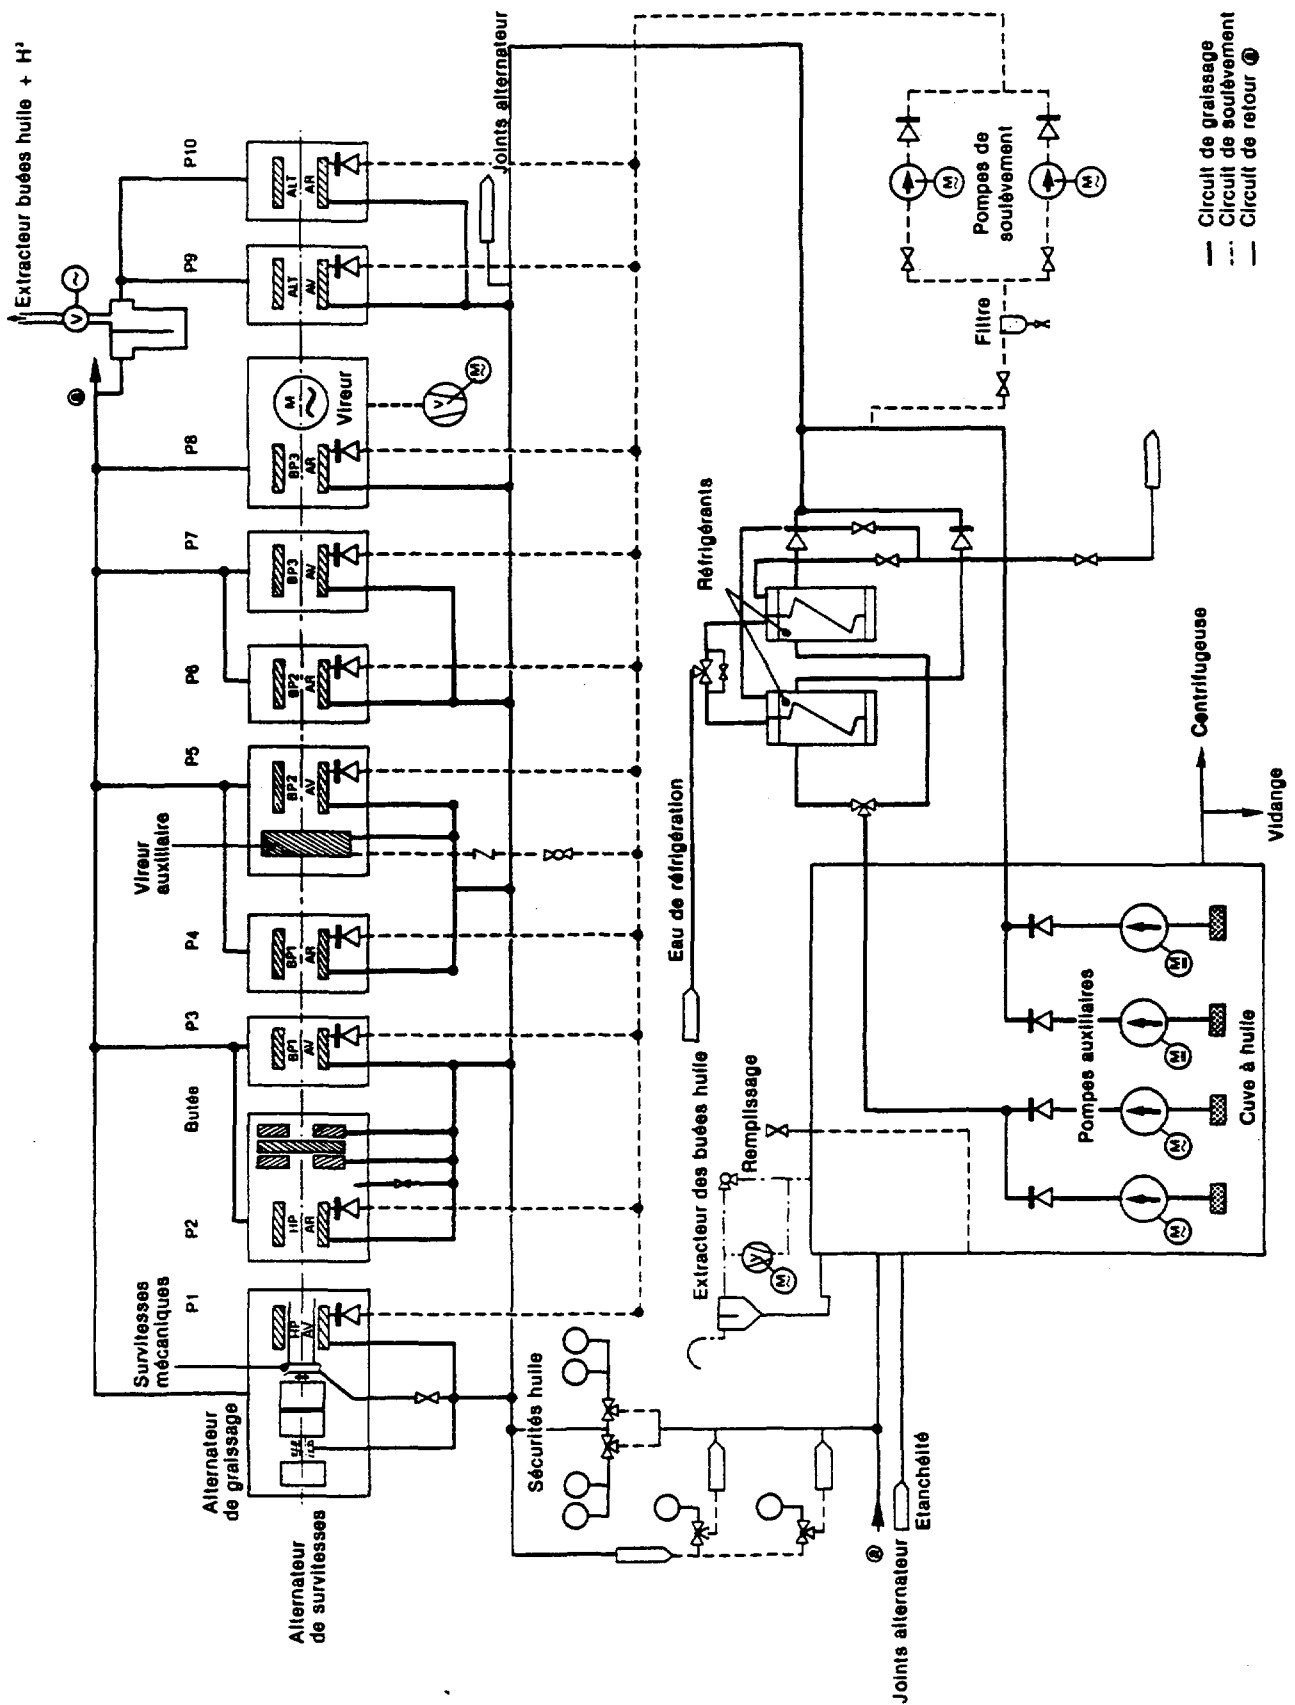 Extracteur buées huile + H²
P1
P2
Butée
P3
P4
P5
P6
P7
P8
P9
P10
Survitesses
mécaniques
Alternateur
de graissage
Alternateur
de survitesses
Vireur
auxiliaire
HP
AV
HP
AR
BP1
AV
BP1
AR
BP2
AV
BP2
AR
BP3
AV
BP3
AR
M
Vireur
V
M
ALT
AV
ALT
AR
V
Joints alternateur
Sécurités huile
Extracteur des buées huile
V
M
Remplissage
Eau de réfrigération
Réfrigérants
Filtre
Pompes de
soulèvement
M
M
Joints alternateur
Etanchéité
Pompes auxiliaires
M
M
M
M
Cuve à huile
Centrifugeuse
Vidange
Circuit de graissage
Circuit de soulèvement
Circuit de retour ⓐ